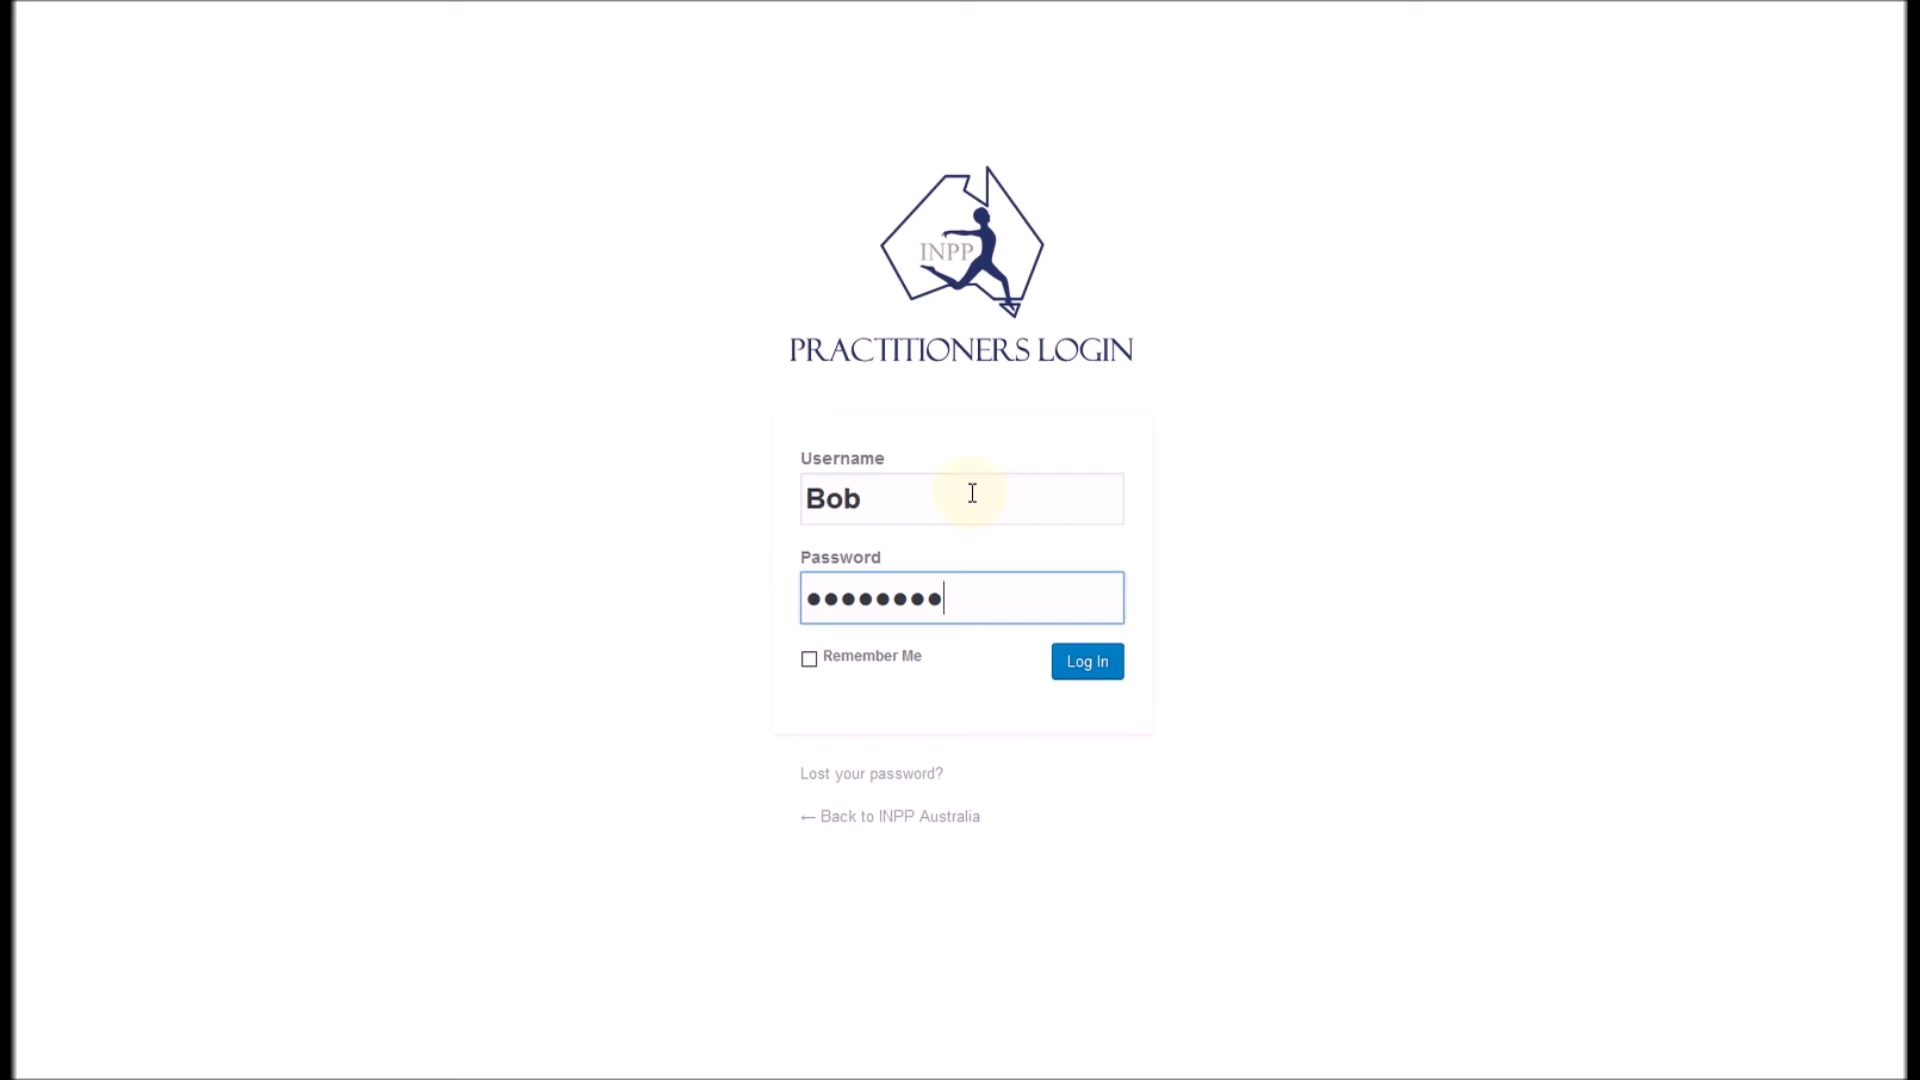 INPP
PRACTITIONERS LOGIN
Username
Bob
Password
●●●●●●●●
Remember Me
Log In
Lost your password?
← Back to INPP Australia